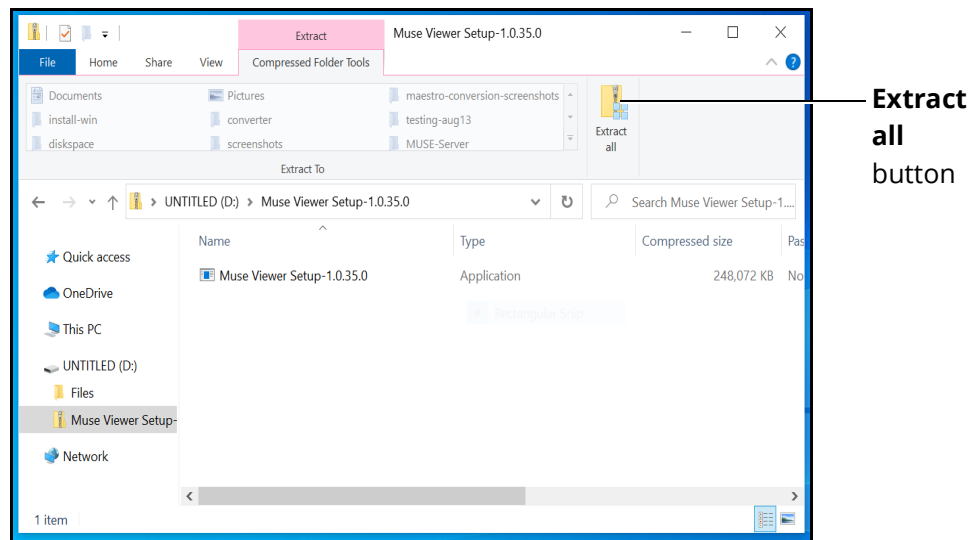 Extract
Muse Viewer Setup-1.0.35.0
File
Home
Share
View
Compressed Folder Tools
?
Documents
Pictures
maestro-conversion-screenshots
install-win
converter
testing-aug13
diskspace
screenshots
MUSE-Server
Extract
all
Extract To
Extract
all
button
UNTITLED (D:) > Muse Viewer Setup-1.0.35.0
Search Muse Viewer Setup-1....
Name
Type
Compressed size
Pas
Quick access
Muse Viewer Setup-1.0.35.0
Application
248,072 KB
No
OneDrive
Rectangular Snip
This PC
UNTITLED (D:)
Files
Muse Viewer Setup-
Network
1 item